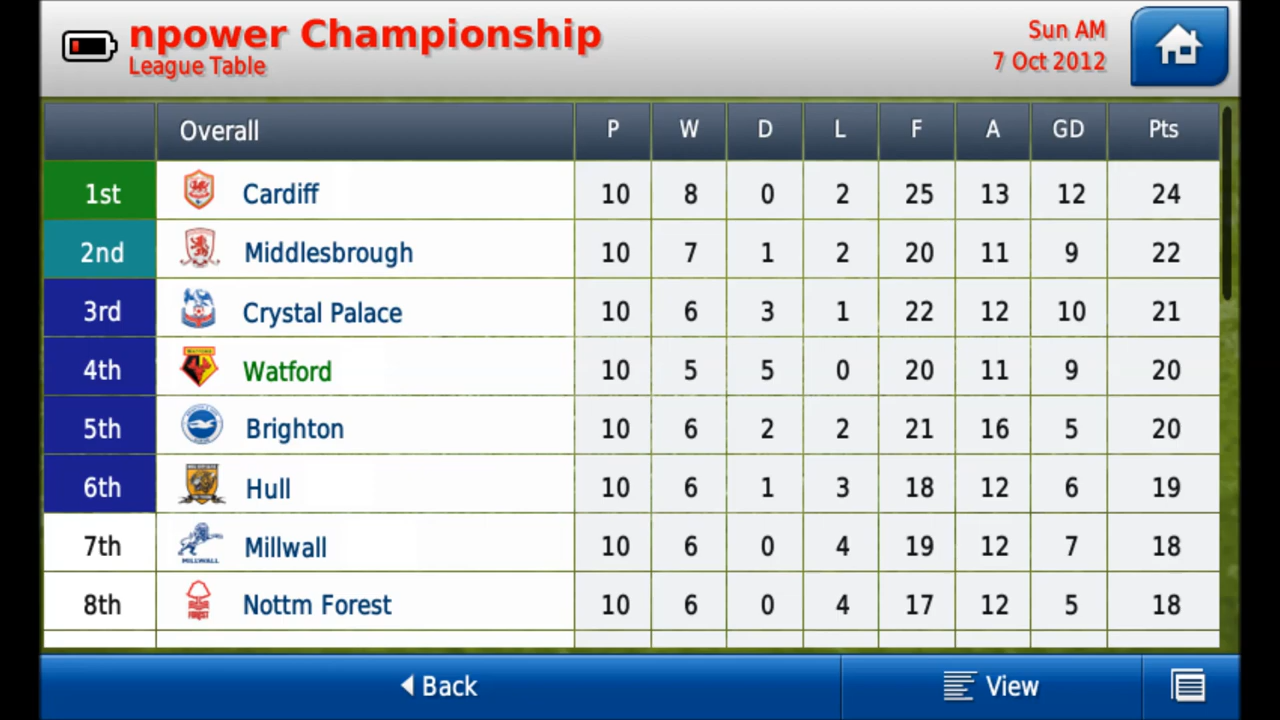 npower Championship
League Table
Sun AM
7 Oct 2012
Overall P W D L F A GD Pts
1st Cardiff 10 8 0 2 25 13 12 24
2nd Middlesbrough 10 7 1 2 20 11 9 22
3rd Crystal Palace 10 6 3 1 22 12 10 21
4th Watford 10 5 5 0 20 11 9 20
5th Brighton 10 6 2 2 21 16 5 20
6th Hull 10 6 1 3 18 12 6 19
7th Millwall 10 6 0 4 19 12 7 18
8th Nottm Forest 10 6 0 4 17 12 5 18
Back View